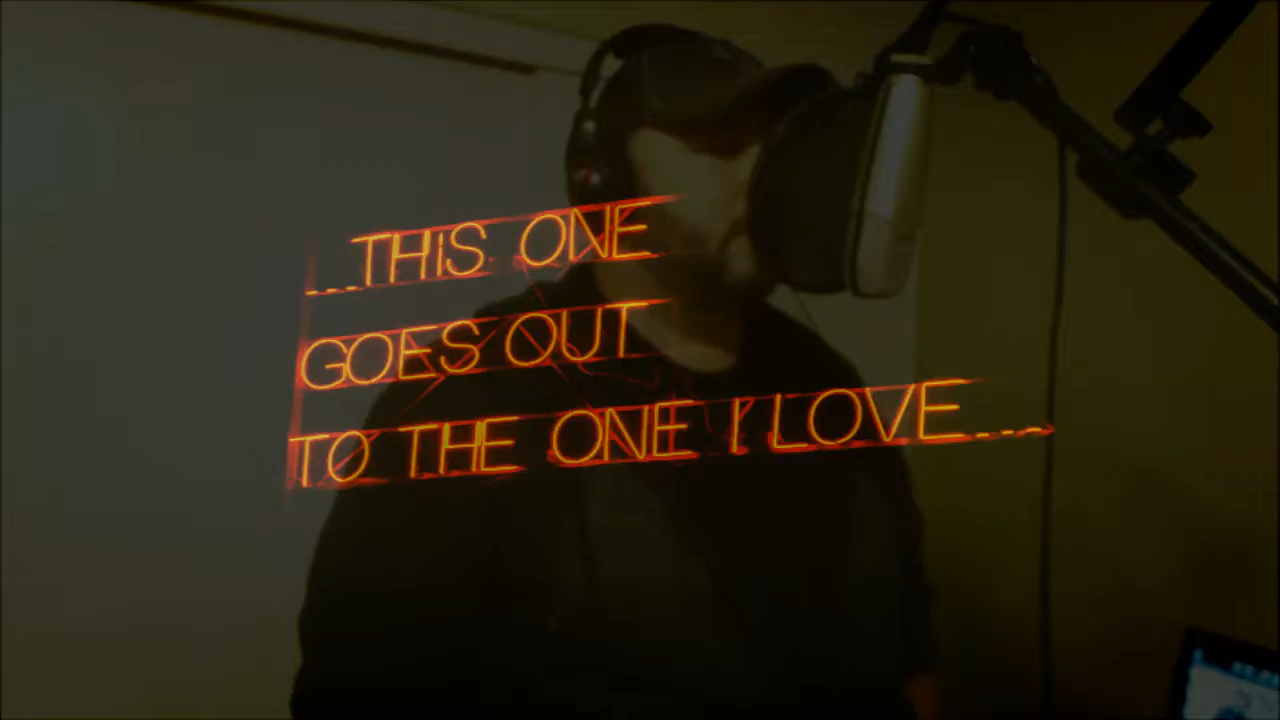 ...THiS ONE
GOES OUT
TO THE ONE I LOVE...